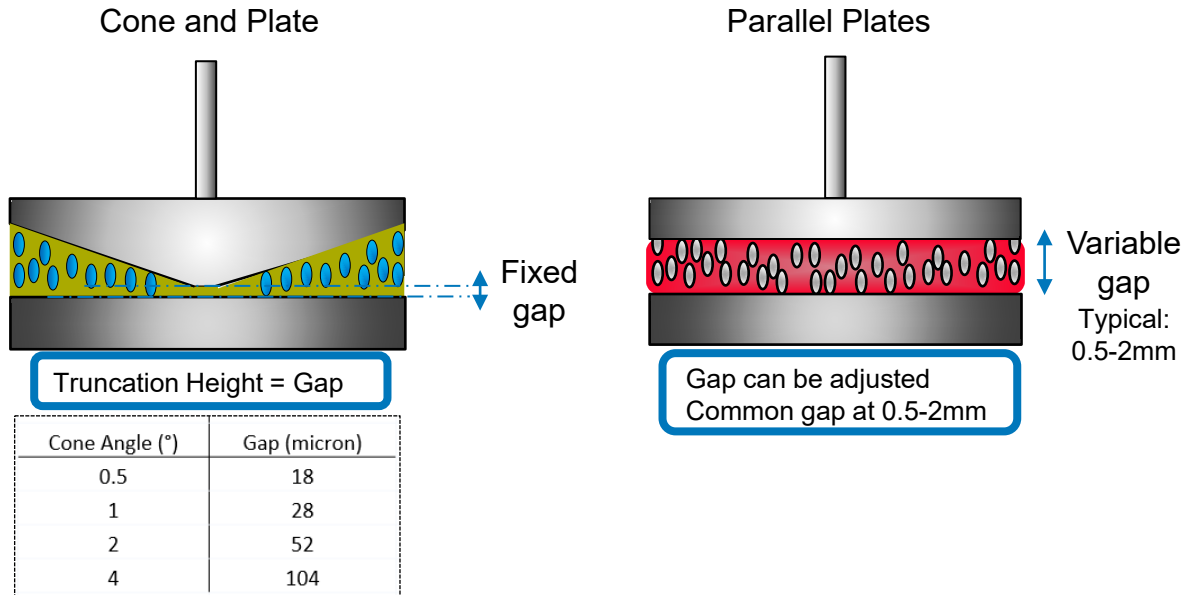 Cone and Plate
Parallel Plates
Fixed
gap
Variable
gap
Typical:
0.5-2mm
Truncation Height = Gap
Gap can be adjusted
Common gap at 0.5-2mm
Cone Angle (°) Gap (micron)
0.5 18
1 28
2 52
4 104